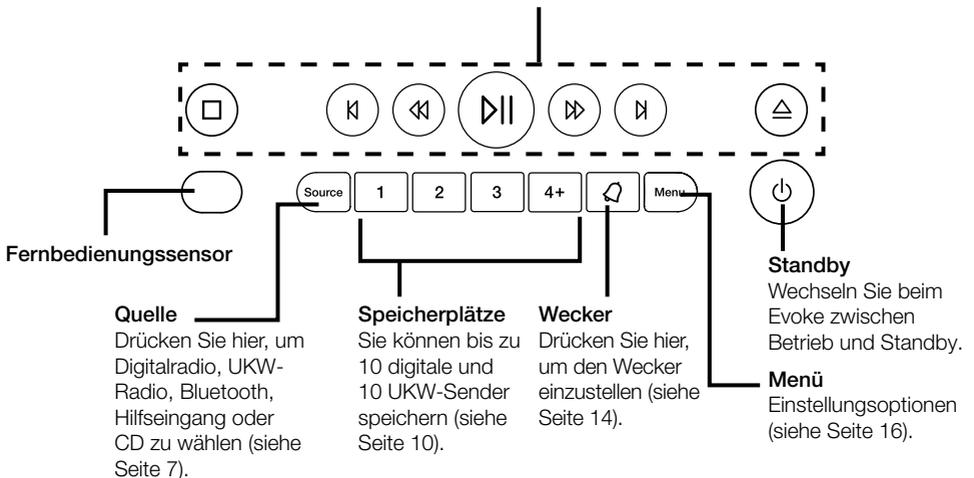 Source 1 2 3 4+ Menu
Fernbedienungssensor
Quelle
Drücken Sie hier, um
Digitalradio, UKW-
Radio, Bluetooth,
Hilfseingang oder
CD zu wählen (siehe
Seite 7).
Speicherplätze
Sie können bis zu
10 digitale und
10 UKW-Sender
speichern (siehe
Seite 10).
Wecker
Drücken Sie hier,
um den Wecker
einzustellen (siehe
Seite 14).
Standby
Wechseln Sie beim
Evoke zwischen
Betrieb und Standby.
Menü
Einstellungsoptionen
(siehe Seite 16).